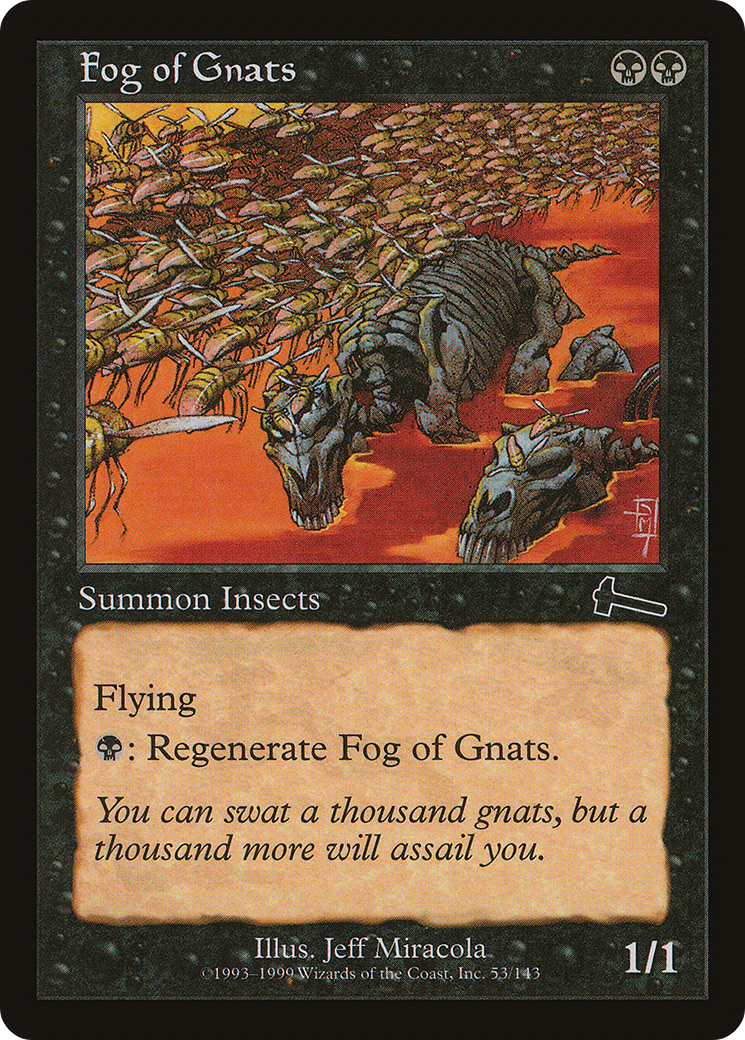 Fog of Gnats
Summon Insects
Flying
: Regenerate Fog of Gnats.
You can swat a thousand gnats, but a
thousand more will assail you.
Illus. Jeff Miracola
©1993–1999 Wizards of the Coast, Inc. 53/143
1/1